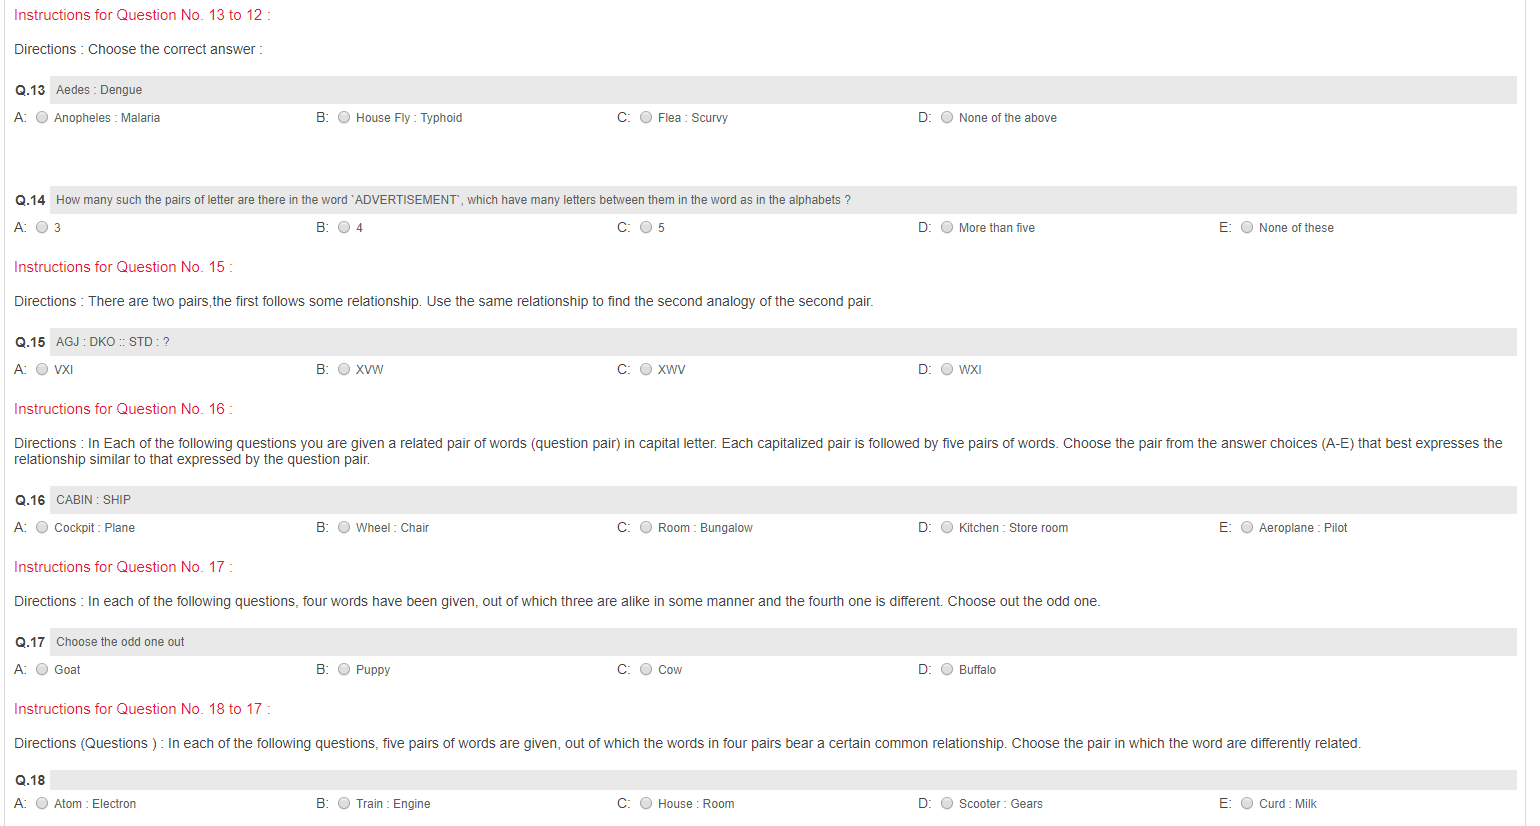 Instructions for Question No. 13 to 12 :
Directions : Choose the correct answer :
Q.13 Aedes : Dengue
A: Anopheles : Malaria B: House Fly : Typhoid C: Flea : Scurvy D: None of the above
Q.14 How many such the pairs of letter are there in the word `ADVERTISEMENT`, which have many letters between them in the word as in the alphabets ?
A: 3 B: 4 C: 5 D: More than five E: None of these
Instructions for Question No. 15 :
Directions : There are two pairs,the first follows some relationship. Use the same relationship to find the second analogy of the second pair.
Q.15 AGJ : DKO :: STD : ?
A: VXI B: XVW C: XWV D: WXI
Instructions for Question No. 16 :
Directions : In Each of the following questions you are given a related pair of words (question pair) in capital letter. Each capitalized pair is followed by five pairs of words. Choose the pair from the answer choices (A-E) that best expresses the
relationship similar to that expressed by the question pair.
Q.16 CABIN : SHIP
A: Cockpit : Plane B: Wheel : Chair C: Room : Bungalow D: Kitchen : Store room E: Aeroplane : Pilot
Instructions for Question No. 17 :
Directions : In each of the following questions, four words have been given, out of which three are alike in some manner and the fourth one is different. Choose out the odd one.
Q.17 Choose the odd one out
A: Goat B: Puppy C: Cow D: Buffalo
Instructions for Question No. 18 to 17 :
Directions (Questions ) : In each of the following questions, five pairs of words are given, out of which the words in four pairs bear a certain common relationship. Choose the pair in which the word are differently related.
Q.18
A: Atom : Electron B: Train : Engine C: House : Room D: Scooter : Gears E: Curd : Milk